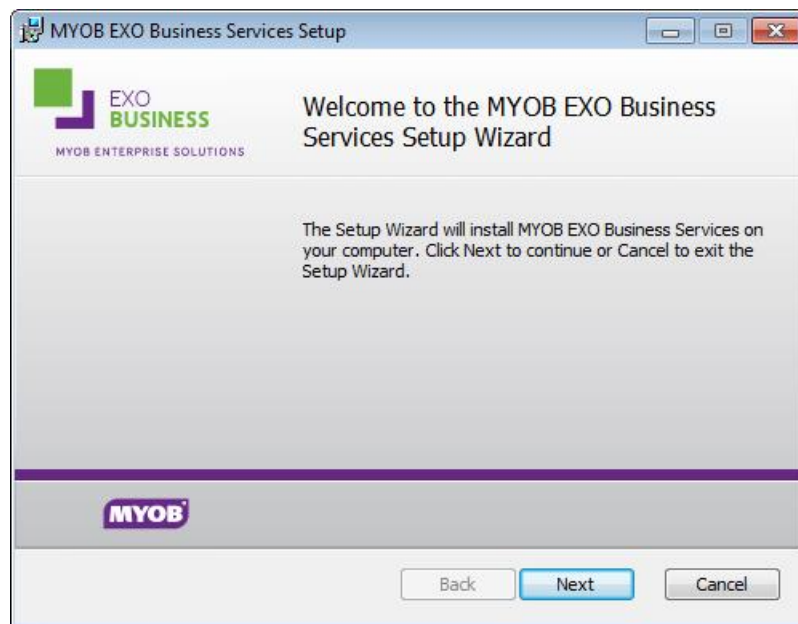 MYOB EXO Business Services Setup
EXO
BUSINESS
MYOB ENTERPRISE SOLUTIONS
Welcome to the MYOB EXO Business
Services Setup Wizard
The Setup Wizard will install MYOB EXO Business Services on
your computer. Click Next to continue or Cancel to exit the
Setup Wizard.
MYOB
Back
Next
Cancel